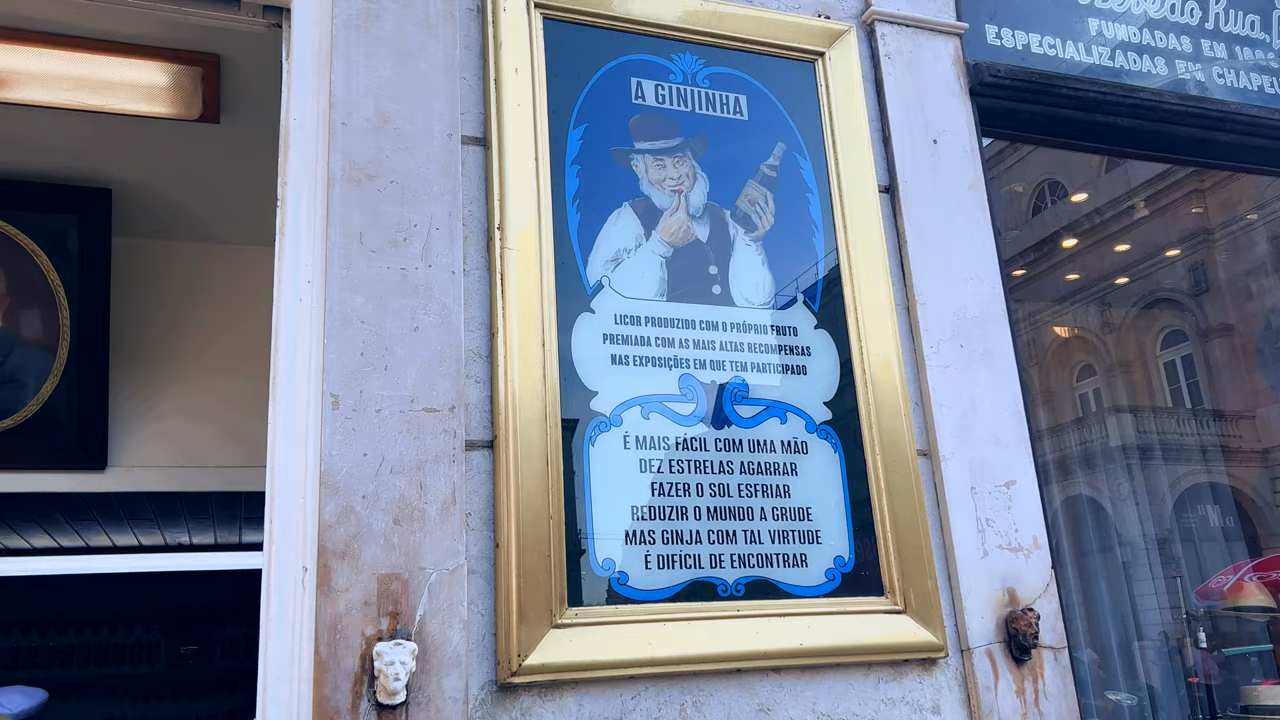 A GINJINHA
LICOR PRODUZIDO COM O PRÓPRIO FRUTO
PREMIADA COM AS MAIS ALTAS RECOMPENSAS
NAS EXPOSIÇÕES EM QUE TEM PARTICIPADO
É MAIS FÁCIL COM UMA MÃO
DEZ ESTRELAS AGARRAR
FAZER O SOL ESFRIAR
REDUZIR O MUNDO A GRUDE
MAS GINJA COM TAL VIRTUDE
É DIFÍCIL DE ENCONTRAR
Rua,
FUNDADAS EM
ESPECIALIZADAS EM